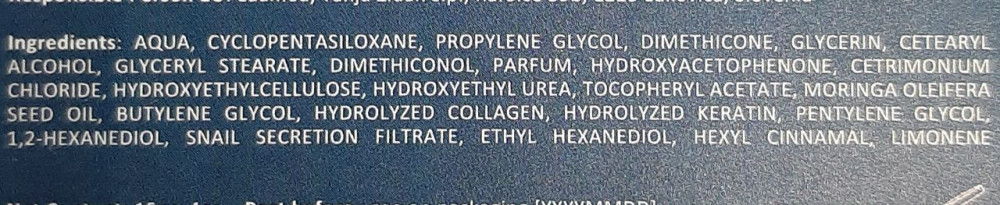 Ingredients: AQUA, CYCLOPENTASILOXANE, PROPYLENE GLYCOL, DIMETHICONE, GLYCERIN, CETEARYL
ALCOHOL, GLYCERYL STEARATE, DIMETHICONOL, PARFUM, HYDROXYACETOPHENONE, CETRIMONIUM
CHLORIDE, HYDROXYETHYLCELLULOSE, HYDROXYETHYL UREA, TOCOPHERYL ACETATE, MORINGA OLEIFERA
SEED OIL, BUTYLENE GLYCOL, HYDROLYZED COLLAGEN, HYDROLYZED KERATIN, PENTYLENE GLYCOL,
1,2-HEXANEDIOL, SNAIL SECRETION FILTRATE, ETHYL HEXANEDIOL, HEXYL CINNAMAL, LIMONENE